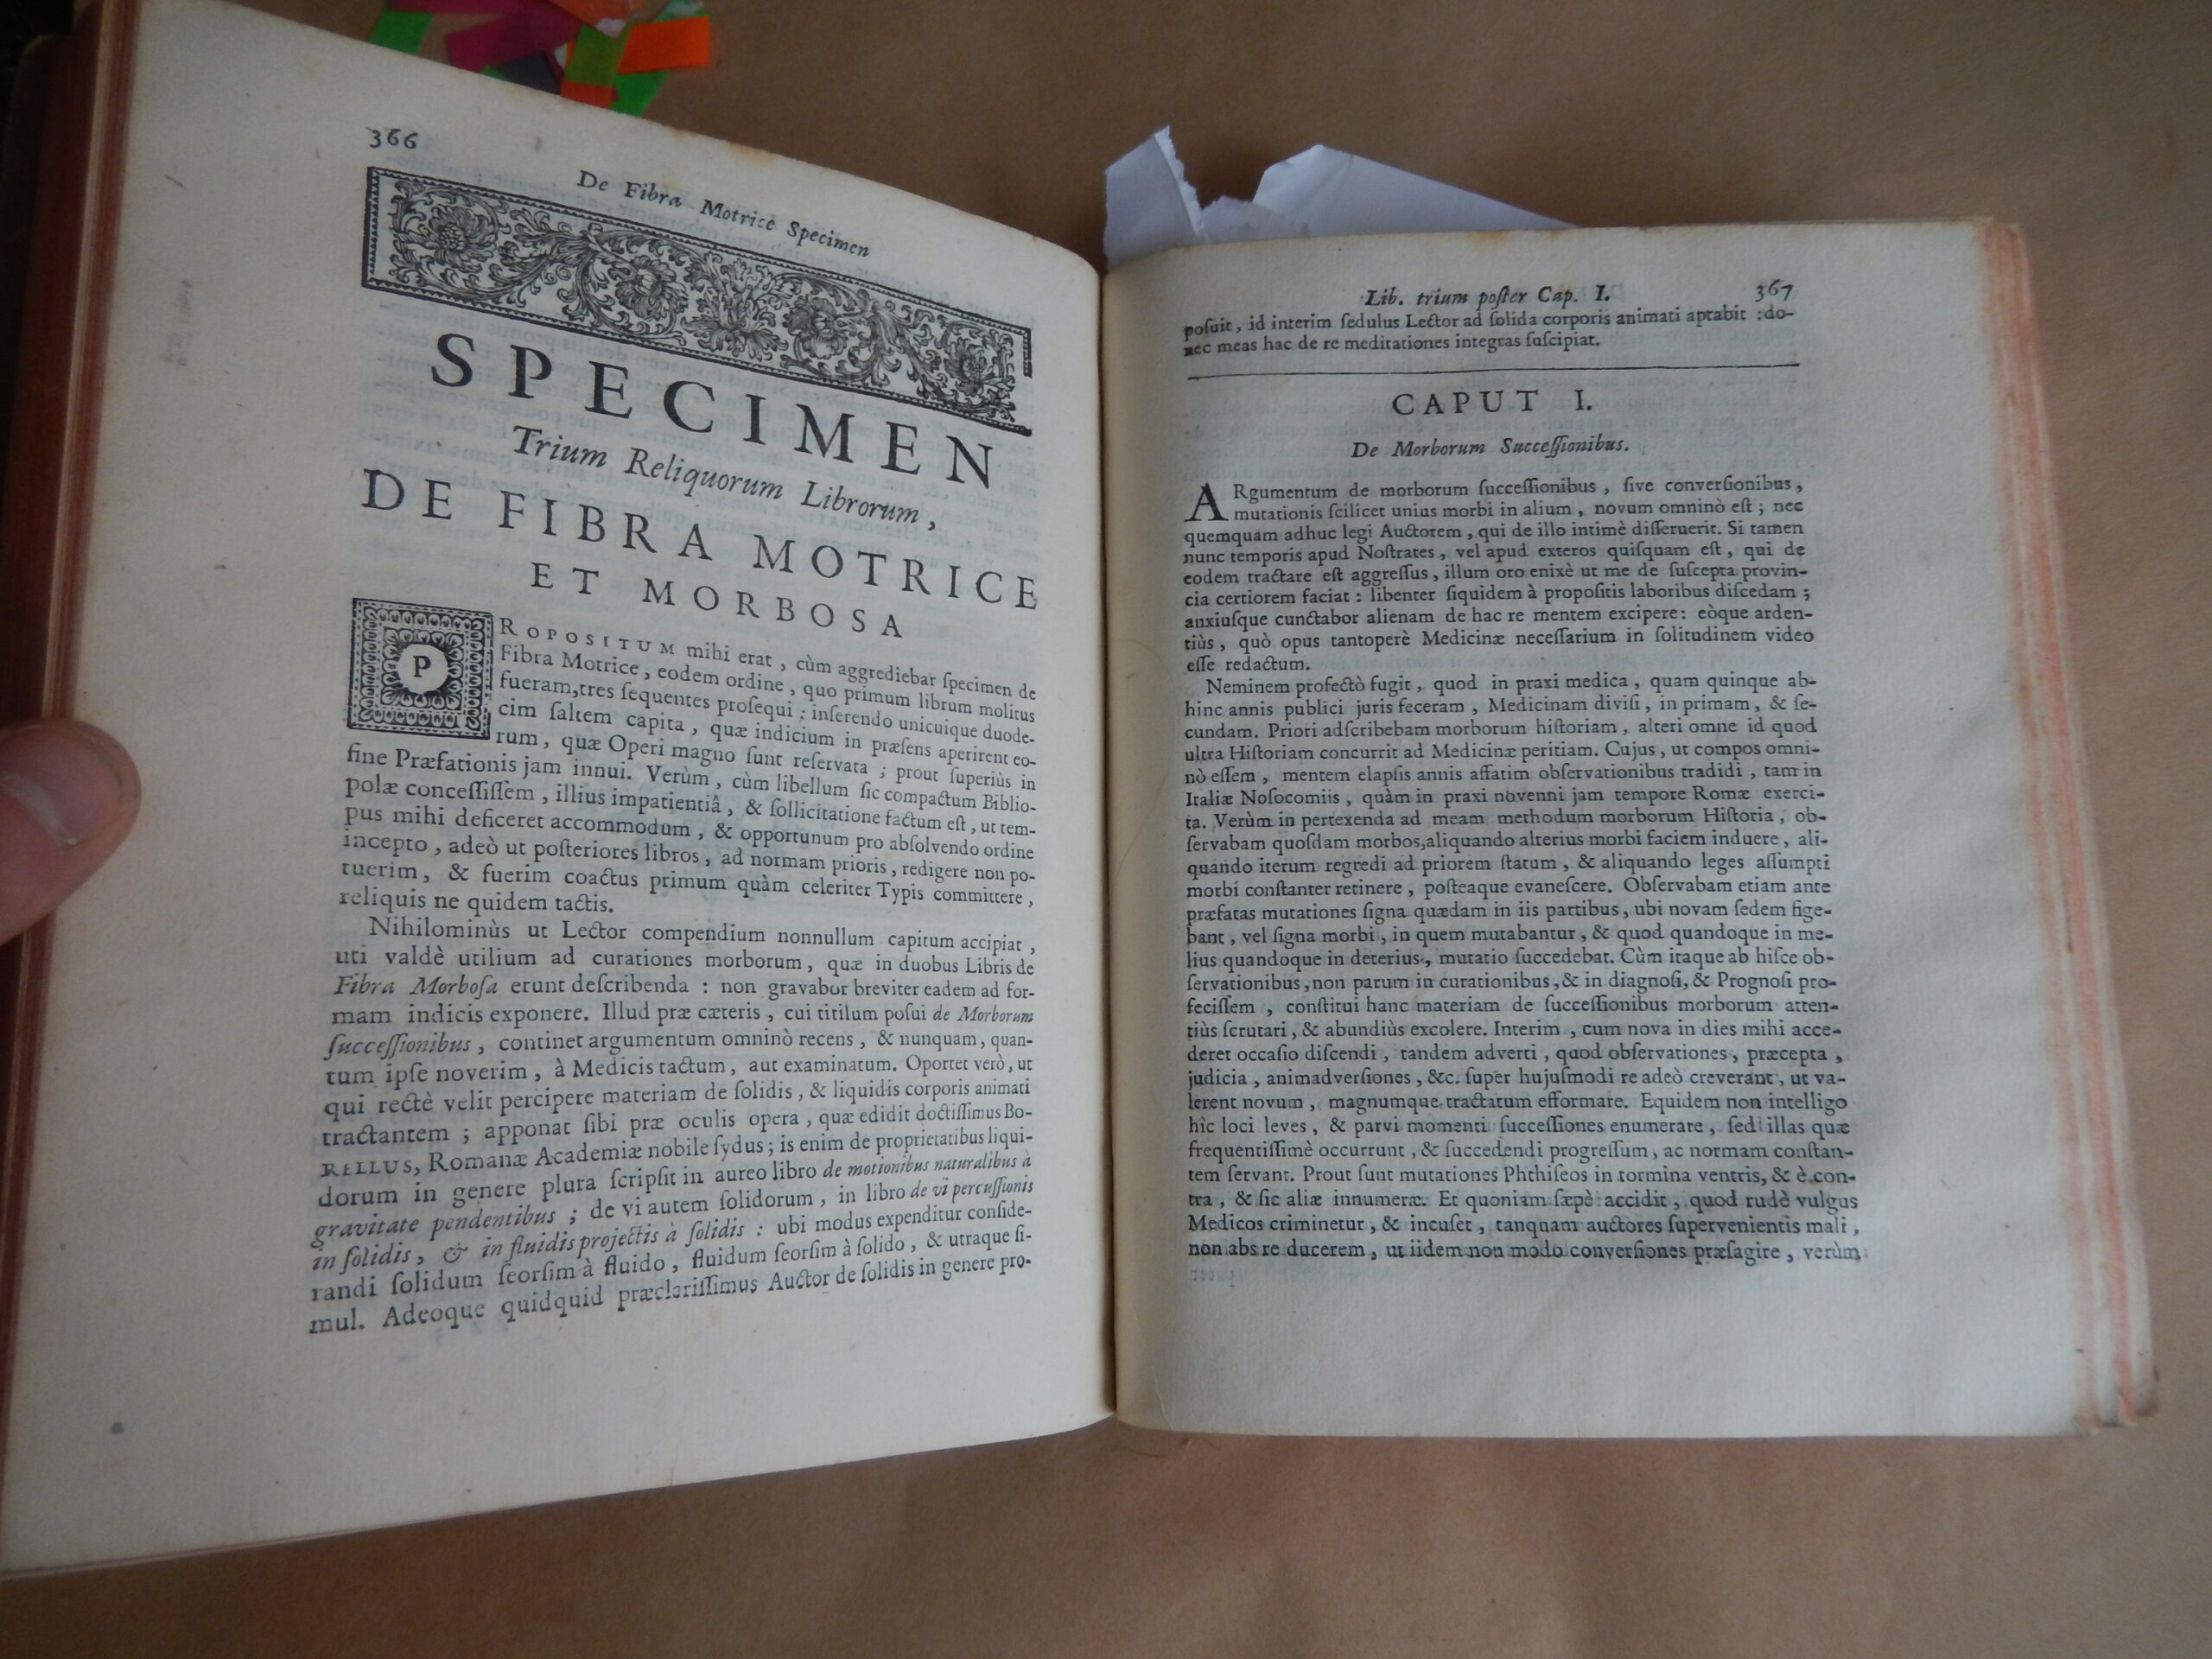 366
De Fibra Motrice Specimen
SPECIMEN
Trium Reliquorum Librorum,
DE FIBRA MOTRICE
ET MORBOSA
PROPOSITUM mihi erat, cùm aggrediebar ſpecimen de
Fibra Motrice, eodem ordine, quo primum librum molitus
fueram, tres ſequentes proſequi; inſerendo unicuique duode-
cim ſaltem capita, quæ indicium in præſens aperirent eo-
rum, quæ Operi magno ſunt reſervata; prout ſuperiùs in
fine Præfationis jam innui. Verùm, cùm libellum ſic compactum Biblio-
polæ conceſſiſſem, illius impatientiâ, & ſollicitatione factum eſt, ut tem-
pus mihi deficeret accommodum, & opportunum pro abſolvendo ordine
incepto, adeò ut poſteriores libros, ad normam prioris, redigere non po-
tuerim, & fuerim coactus primum quàm celeriter Typis committere,
reliquis ne quidem tactis.
Nihilominùs ut Lector compendium nonnullum capitum accipiat,
uti valdè utilium ad curationes morborum, quæ in duobus Libris de
Fibra Morboſa erunt deſcribenda : non gravabor breviter eadem ad for-
mam indicis exponere. Illud præ cæteris, cui titilum poſui de Morborum
ſucceſſionibus, continet argumentum omninò recens, & nunquam, quan-
tum ipſe noverim, à Medicis tactum, aut examinatum. Oportet verò, ut
qui rectè velit percipere materiam de ſolidis, & liquidis corporis animati
tractantem; apponat ſibi præ oculis opera, quæ edidit doctiſſimus Bo-
RELLUS, Romanæ Academiæ nobile ſydus; is enim de proprietatibus liqui-
dorum in genere plura ſcripſit in aureo libro de motionibus naturalibus à
gravitate pendentibus; de vi autem ſolidorum, in libro de vi percuſſionis
in ſolidis, & in fluidis projectis à ſolidis : ubi modus expenditur conſide-
randi ſolidum ſeorſim à fluido, fluidum ſeorſim à ſolido, & utraque ſi-
mul. Adeoque quidquid præclariſſimus Auctor de ſolidis in genere pro-
Lib. trium poſter Cap. I. 367
poſuit, id interim ſedulus Lector ad ſolida corporis animati aptabit : do-
nec meas hac de re meditationes integras ſuſcipiat.
CAPUT I.
De Morborum Succeſſionibus.
ARgumentum de morborum ſucceſſionibus, ſive converſionibus,
mutationis ſcilicet unius morbi in alium, novum omninò eſt; nec
quemquam adhuc legi Auctorem, qui de illo intimè diſſeruerit. Si tamen
nunc temporis apud Noſtrates, vel apud exteros quiſquam eſt, qui de
eodem tractare eſt aggreſſus, illum oro enixè ut me de ſuſcepta provin-
cia certiorem faciat : libenter ſiquidem à propoſitis laboribus diſcedam;
anxiuſque cunctabor alienam de hac re mentem excipere: eòque arden-
tiùs, quò opus tantoperè Medicinæ neceſſarium in ſolitudinem video
eſſe redactum.
Neminem profectò fugit, quod in praxi medica, quam quinque ab-
hinc annis publici juris feceram, Medicinam diviſi, in primam, & ſe-
cundam. Priori adſcribebam morborum hiſtoriam, alteri omne id quod
ultra Hiſtoriam concurrit ad Medicinæ peritiam. Cujus, ut compos omni-
nò eſſem, mentem elapſis annis affatim obſervationibus tradidi, tam in
Italiæ Noſocomiis, quàm in praxi novenni jam tempore Romæ exerci-
ta. Verùm in pertexenda ad meam methodum morborum Hiſtoria, ob-
ſervabam quoſdam morbos, aliquando alterius morbi faciem induere, ali-
quando iterum regredi ad priorem ſtatum, & aliquando leges aſſumpti
morbi conſtanter retinere, poſteaque evaneſcere. Obſervabam etiam ante
præfatas mutationes ſigna quædam in iis partibus, ubi novam ſedem fige-
bant, vel ſigna morbi, in quem mutabantur, & quod quandoque in me-
lius quandoque in deterius, mutatio ſuccedebat. Cùm itaque ab hiſce ob-
ſervationibus, non parum in curationibus, & in diagnoſi, & Prognoſi pro-
feciſſem, conſtitui hanc materiam de ſucceſſionibus morborum atten-
tiùs ſcrutari, & abundiùs excolere. Interim, cum nova in dies mihi acce-
deret occaſio diſcendi, tandem adverti, quod obſervationes, præcepta,
judicia, animadverſiones, &c. ſuper hujuſmodi re adeò creverant, ut va-
lerent novum, magnumque tractatum efformare. Equidem non intelligo
hìc loci leves, & parvi momenti ſucceſſiones enumerare, ſed illas quæ
frequentiſſimè occurrunt, & ſuccedendi progreſſum, ac normam conſtan-
tem ſervant. Prout ſunt mutationes Phthiſeos in tormina ventris, & è con-
tra, & ſic aliæ innumeræ. Et quoniam ſæpè accidit, quod rudè vulgus
Medicos criminetur, & incuſet, tanquam auctores ſupervenientis mali,
non abs re ducerem, ut iidem non modo converſiones præſagire, verùm